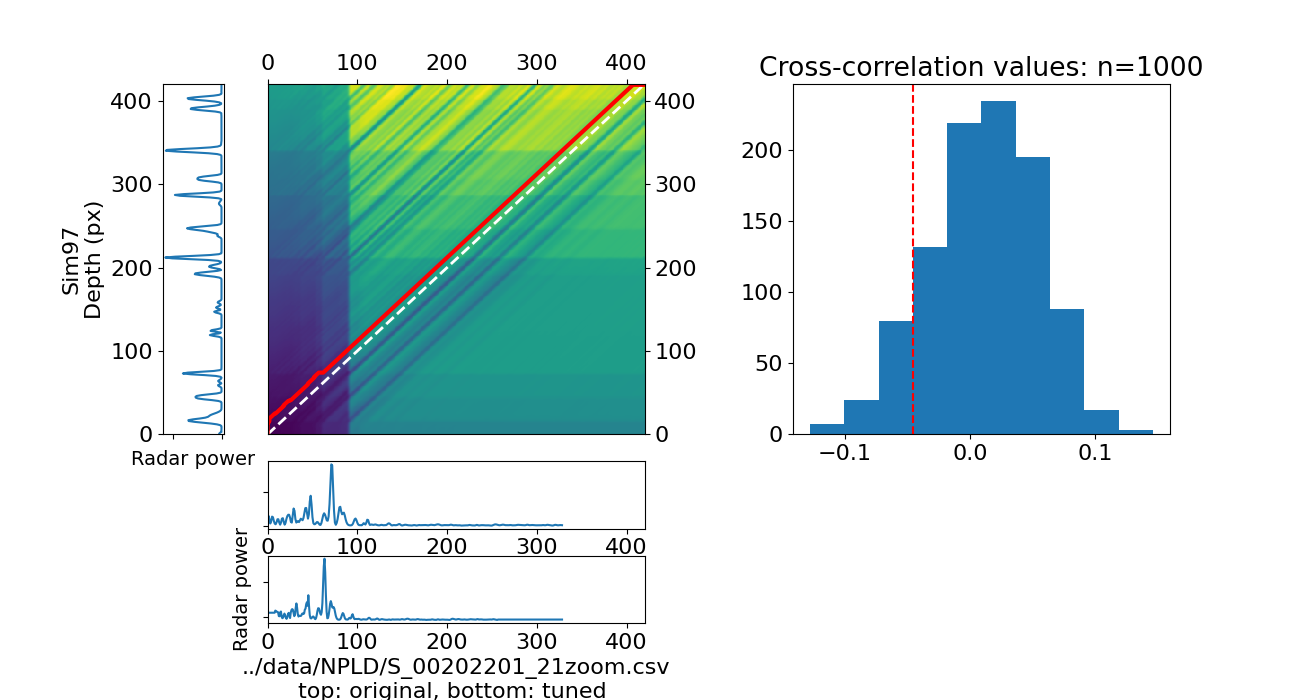 0 100 200 300 400
Cross-correlation values: n=1000
400
300
200
100
0
Sim97
Depth (px)
400
300
200
100
0
200
150
100
50
0
−0.1 0.0 0.1
Radar power
0 100 200 300 400
Radar power
0 100 200 300 400
../data/NPLD/S_00202201_21zoom.csv
top: original, bottom: tuned